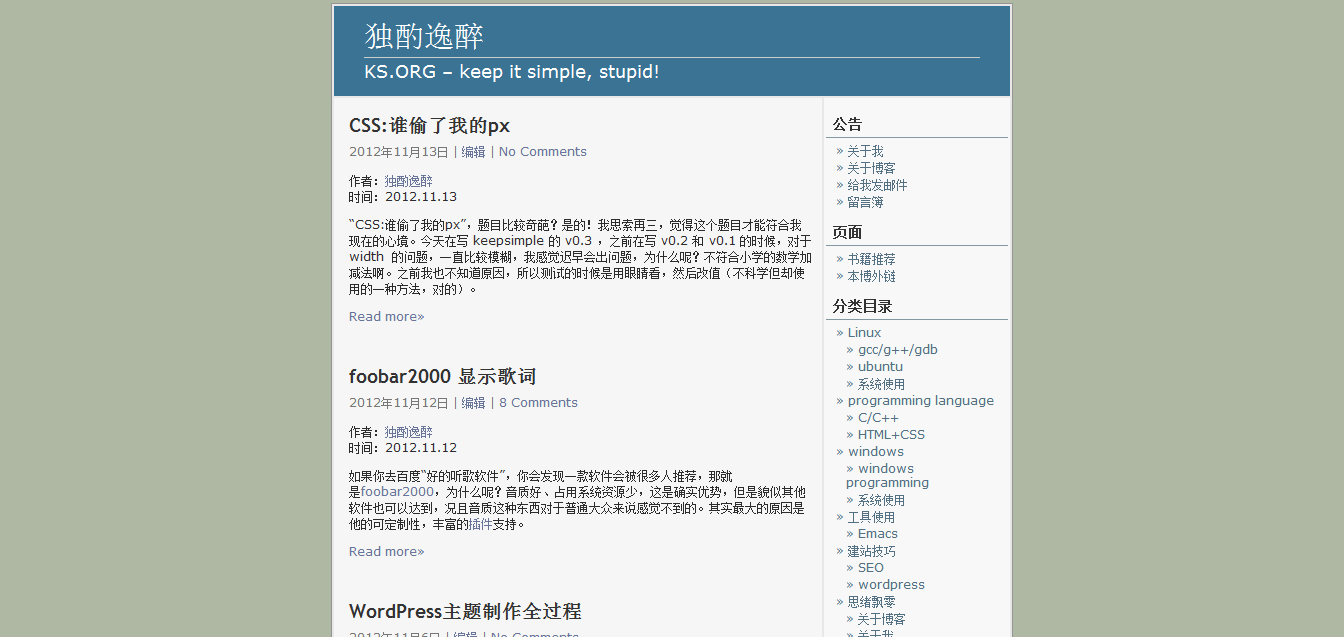 独酌逸醉
KS.ORG – keep it simple, stupid!
CSS:谁偷了我的px
2012年11月13日 | 编辑 | No Comments
作者：独酌逸醉
时间：2012.11.13
“CSS:谁偷了我的px”，题目比较奇葩？是的！我思索再三，觉得这个题目才能符合我
现在的心境。今天在写 keepsimple 的 v0.3 ，之前在写 v0.2 和 v0.1 的时候，对于
width 的问题，一直比较模糊，我感觉迟早会出问题，为什么呢？不符合小学的数学加
减法啊。之前我也不知道原因，所以测试的时候是用眼睛看，然后改值（不科学但却使
用的一种方法，对的）。
Read more»
foobar2000 显示歌词
2012年11月12日 | 编辑 | 8 Comments
作者：独酌逸醉
时间：2012.11.12
如果你去百度“好的听歌软件”，你会发现一款软件会被很多人推荐，那就
是foobar2000，为什么呢？音质好、占用系统资源少，这是确实优势，但是貌似其他
软件也可以达到，况且音质这种东西对于普通大众来说感觉不到的。其实最大的原因是
他的可定制性，丰富的插件支持。
Read more»
WordPress主题制作全过程
2012年11月6日 | 编辑 | No Comments
公告
» 关于我
» 关于博客
» 给我发邮件
» 留言簿
页面
» 书籍推荐
» 本博外链
分类目录
» Linux
» gcc/g++/gdb
» ubuntu
» 系统使用
» programming language
» C/C++
» HTML+CSS
» windows
» windows
programming
» 系统使用
» 工具使用
» Emacs
» 建站技巧
» SEO
» wordpress
» 思绪飘零
» 关于博客
» 关于我